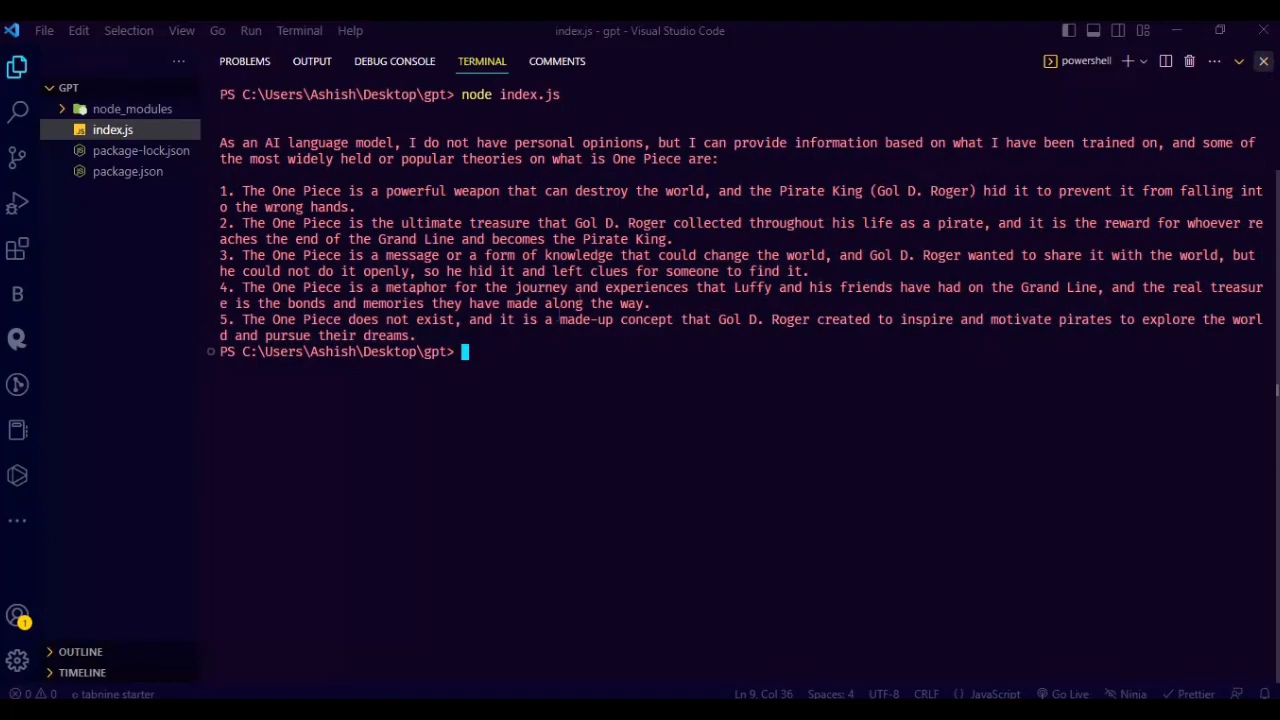 File Edit Selection View Go Run Terminal Help index.js - gpt - Visual Studio Code
PROBLEMS OUTPUT DEBUG CONSOLE TERMINAL COMMENTS powershell
GPT
node_modules
index.js
package-lock.json
package.json
PS C:\Users\Ashish\Desktop\gpt> node index.js
As an AI language model, I do not have personal opinions, but I can provide information based on what I have been trained on, and some of
the most widely held or popular theories on what is One Piece are:
1. The One Piece is a powerful weapon that can destroy the world, and the Pirate King (Gol D. Roger) hid it to prevent it from falling int
o the wrong hands.
2. The One Piece is the ultimate treasure that Gol D. Roger collected throughout his life as a pirate, and it is the reward for whoever re
aches the end of the Grand Line and becomes the Pirate King.
3. The One Piece is a message or a form of knowledge that could change the world, and Gol D. Roger wanted to share it with the world, but
he could not do it openly, so he hid it and left clues for someone to find it.
4. The One Piece is a metaphor for the journey and experiences that Luffy and his friends have had on the Grand Line, and the real treasur
e is the bonds and memories they have made along the way.
5. The One Piece does not exist, and it is a made-up concept that Gol D. Roger created to inspire and motivate pirates to explore the worl
d and pursue their dreams.
PS C:\Users\Ashish\Desktop\gpt>
1
OUTLINE
TIMELINE
0 0 tabnine starter Ln 9, Col 36 Spaces: 4 UTF-8 CRLF {} JavaScript Go Live Ninja Prettier